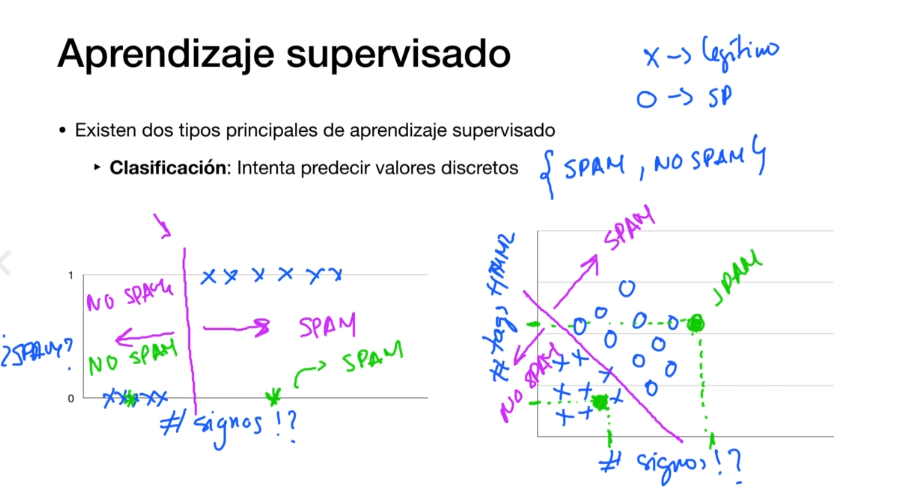 Aprendizaje supervisado
x -> legítimo
O -> SP
• Existen dos tipos principales de aprendizaje supervisado
‣ Clasificación: Intenta predecir valores discretos { SPAM, NO SPAM }
1
NO SPAM
SPAM
¿SPAM?
NO SPAM
SPAM
0
# signos !?
# tags HTML
SPAM
SPAM
NO SPAM
# signos !?